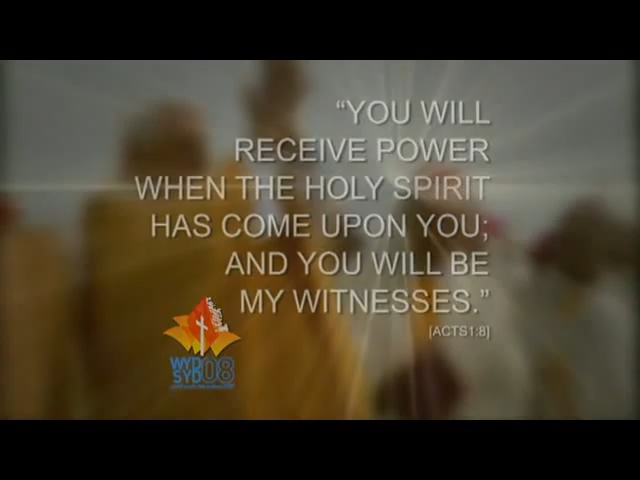 “YOU WILL
RECEIVE POWER
WHEN THE HOLY SPIRIT
HAS COME UPON YOU;
AND YOU WILL BE
MY WITNESSES.”
[ACTS1:8]
WYD
SYD08